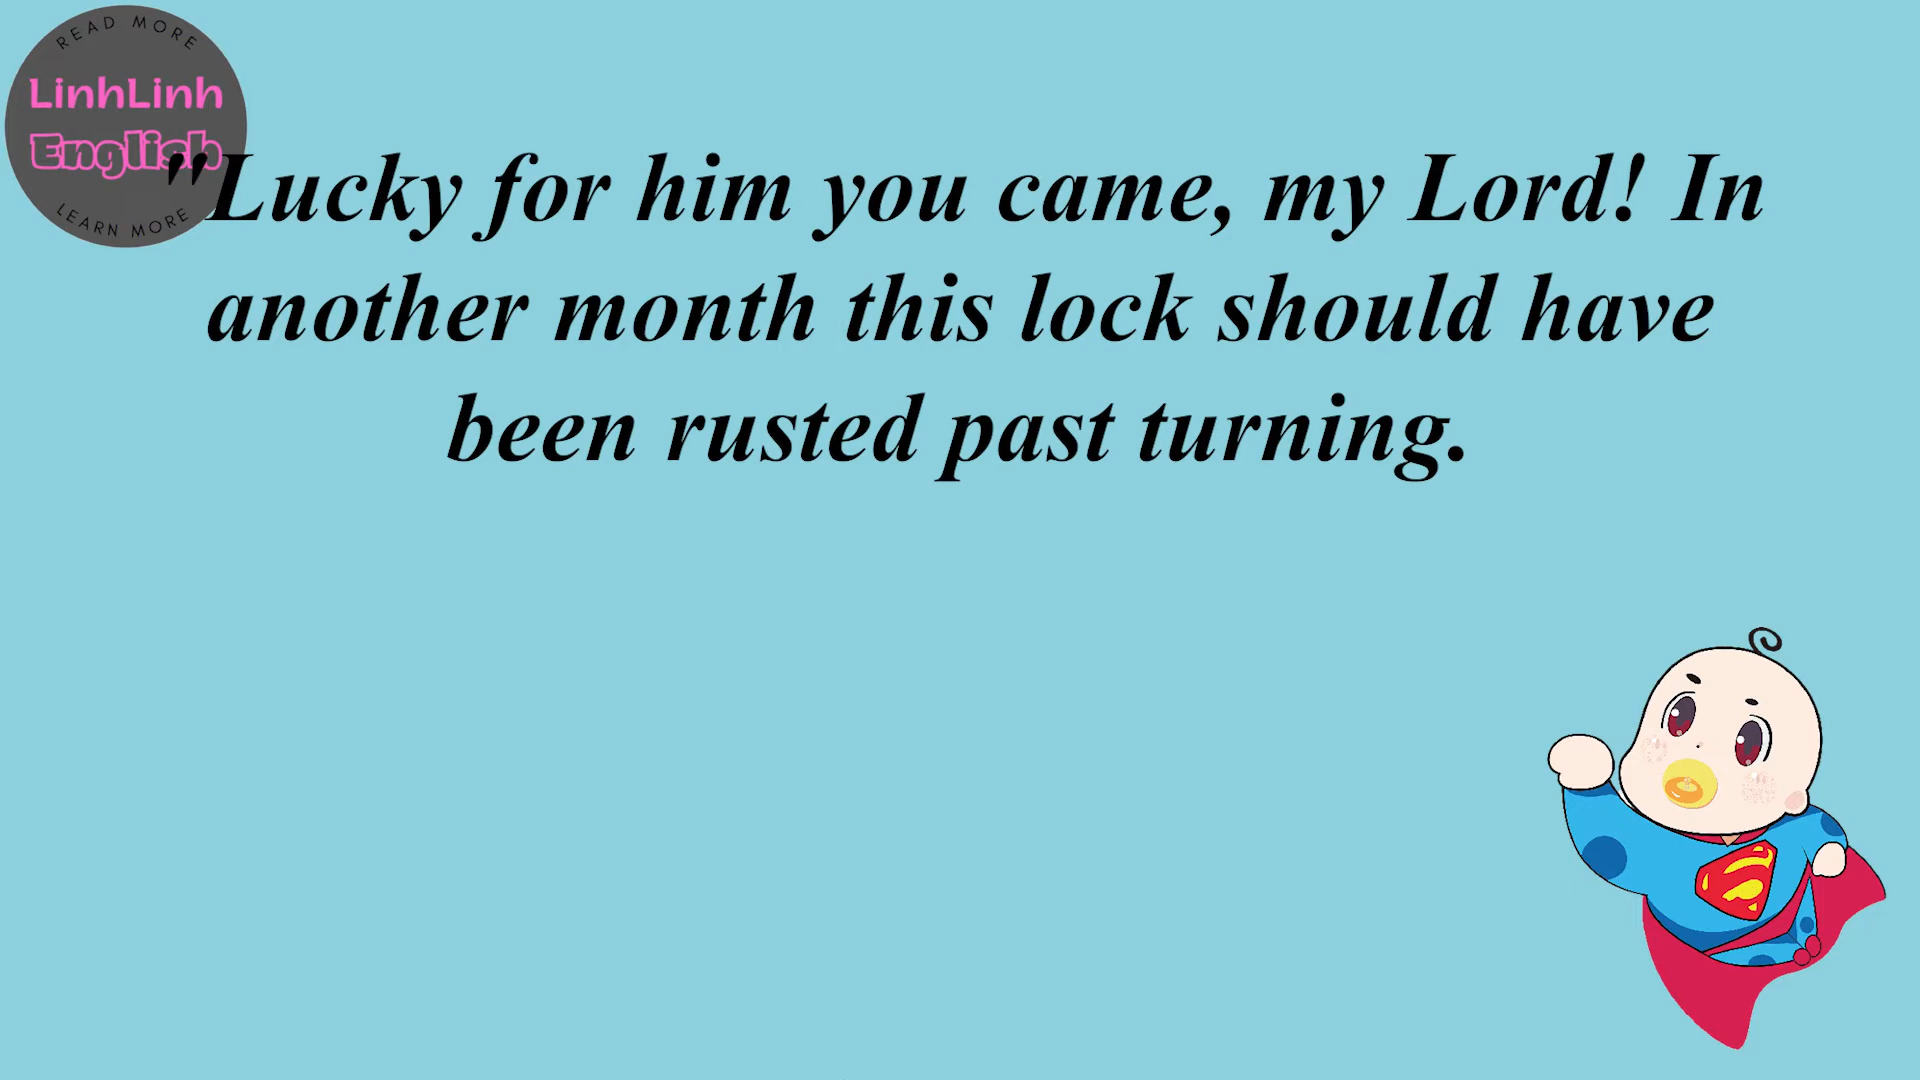 READ MORE
LinhLinh
English
LEARN MORE
"Lucky for him you came, my Lord! In
another month this lock should have
been rusted past turning.